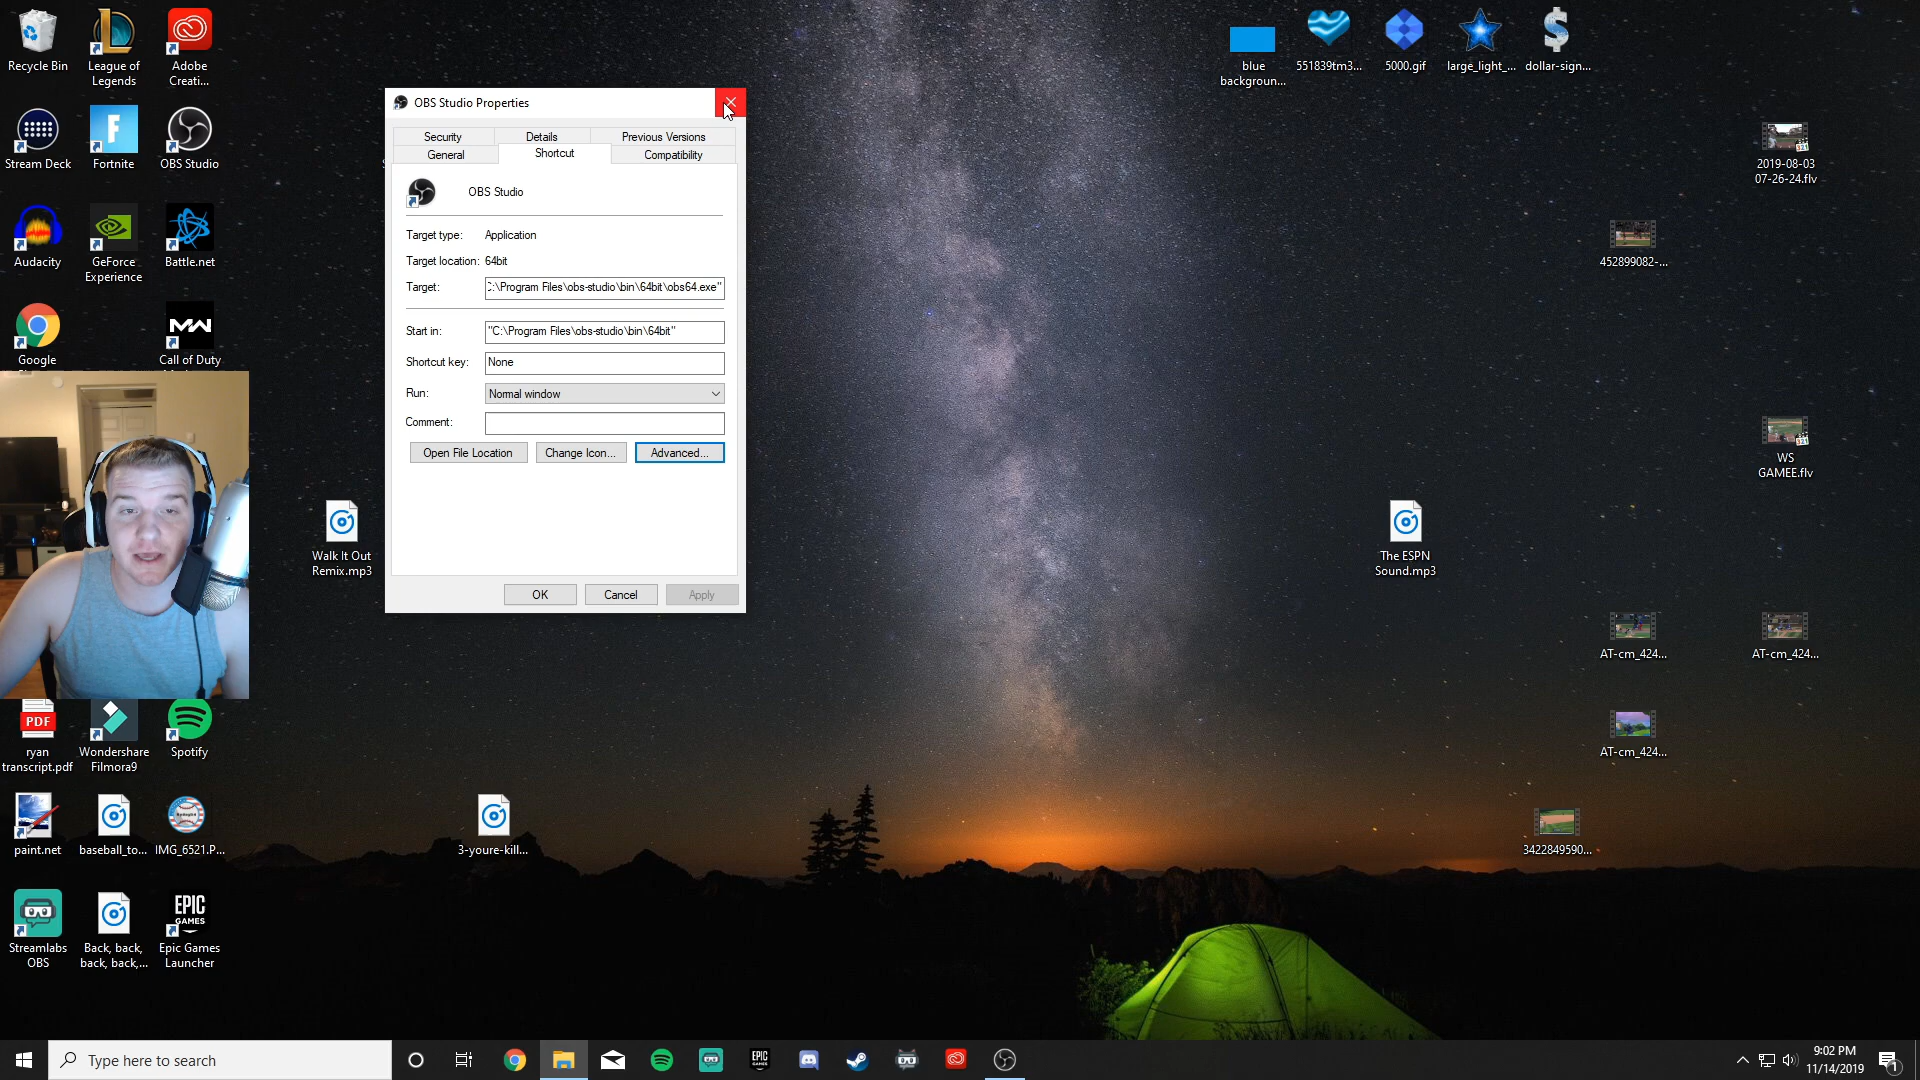 Recycle Bin
League of
Legends
Adobe
Creati...
blue
backgroun...
551839tm3...
5000.gif
large_light_...
dollar-sign...
Stream Deck
Fortnite
OBS Studio
2019-08-03
07-26-24.flv
Audacity
GeForce
Experience
Battle.net
452899082-...
Google
Call of Duty
WS
GAMEE.flv
Walk It Out
Remix.mp3
The ESPN
Sound.mp3
AT-cm_424...
AT-cm_424...
PDF
ryan
transcript.pdf
Wondershare
Filmora9
Spotify
AT-cm_424...
paint.net
baseball_to...
IMG_6521.P...
3-youre-kill...
3422849590...
Streamlabs
OBS
Back, back,
back, back,...
EPIC
GAMES
Epic Games
Launcher
OBS Studio Properties
Security
Details
Previous Versions
General
Shortcut
Compatibility
OBS Studio
Target type: Application
Target location: 64bit
Target: :\Program Files\obs-studio\bin\64bit\obs64.exe"
Start in: "C:\Program Files\obs-studio\bin\64bit"
Shortcut key: None
Run: Normal window
Comment:
Open File Location
Change Icon...
Advanced...
OK
Cancel
Apply
Type here to search
EPIC
9:02 PM
11/14/2019
1